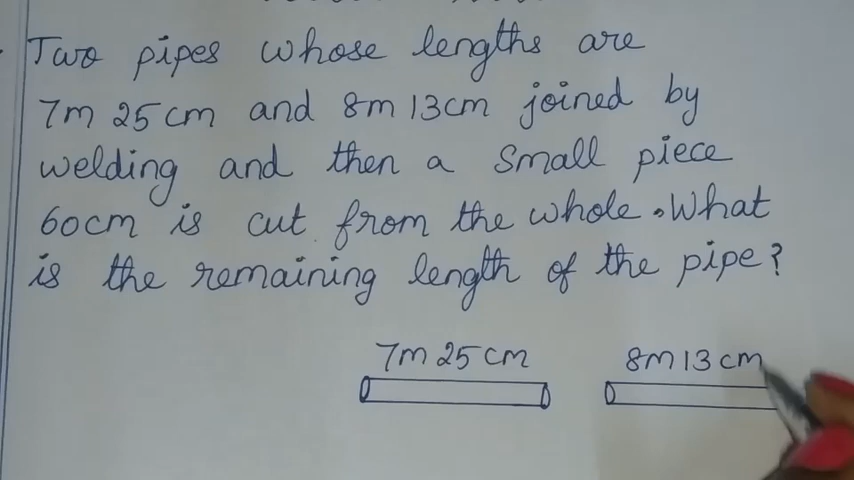 Two pipes whose lengths are
7m 25cm and 8m 13cm joined by
welding and then a small piece
60cm is cut from the whole. What
is the remaining length of the pipe?
7m 25cm 8m 13cm